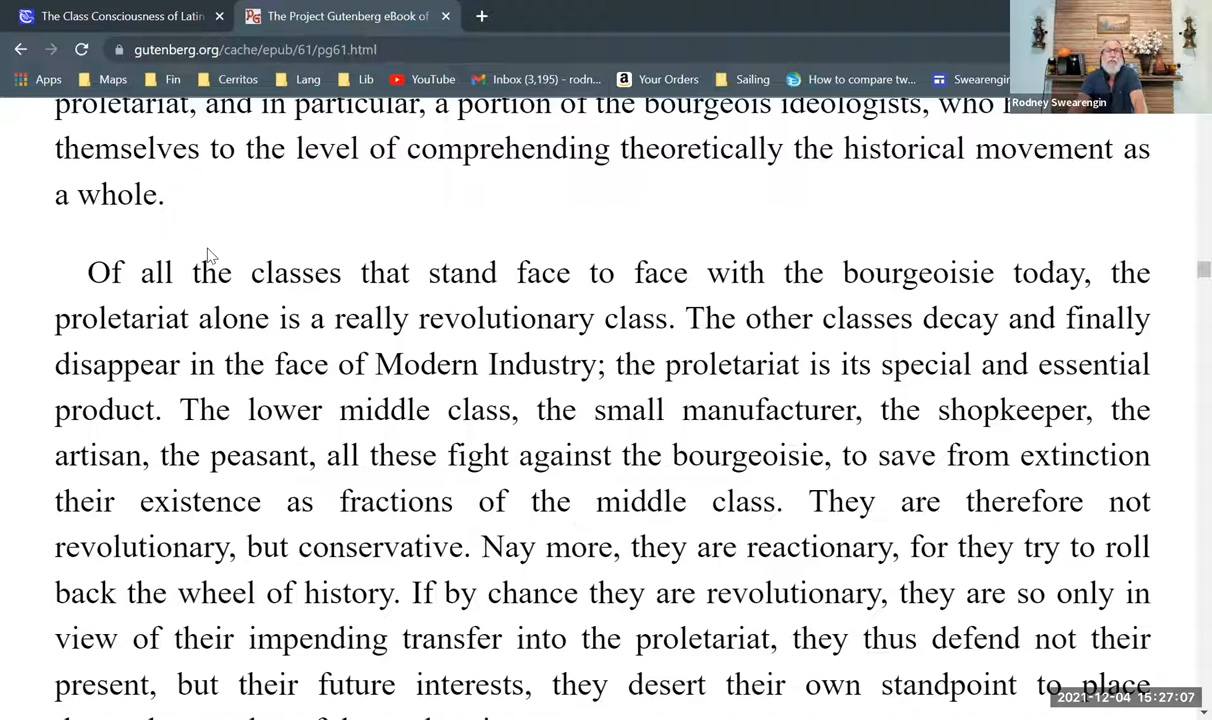 The Class Consciousness of Latin
The Project Gutenberg eBook of
gutenberg.org/cache/epub/61/pg61.html
Apps Maps Fin Cerritos Lang Lib YouTube Inbox (3,195) - rodn... Your Orders Sailing How to compare tw... Swearengin
Rodney Swearengin
proletariat, and in particular, a portion of the bourgeois ideologists, who
themselves to the level of comprehending theoretically the historical movement as
a whole.
Of all the classes that stand face to face with the bourgeoisie today, the
proletariat alone is a really revolutionary class. The other classes decay and finally
disappear in the face of Modern Industry; the proletariat is its special and essential
product. The lower middle class, the small manufacturer, the shopkeeper, the
artisan, the peasant, all these fight against the bourgeoisie, to save from extinction
their existence as fractions of the middle class. They are therefore not
revolutionary, but conservative. Nay more, they are reactionary, for they try to roll
back the wheel of history. If by chance they are revolutionary, they are so only in
view of their impending transfer into the proletariat, they thus defend not their
present, but their future interests, they desert their own standpoint to place
2021-12-04 15:27:07